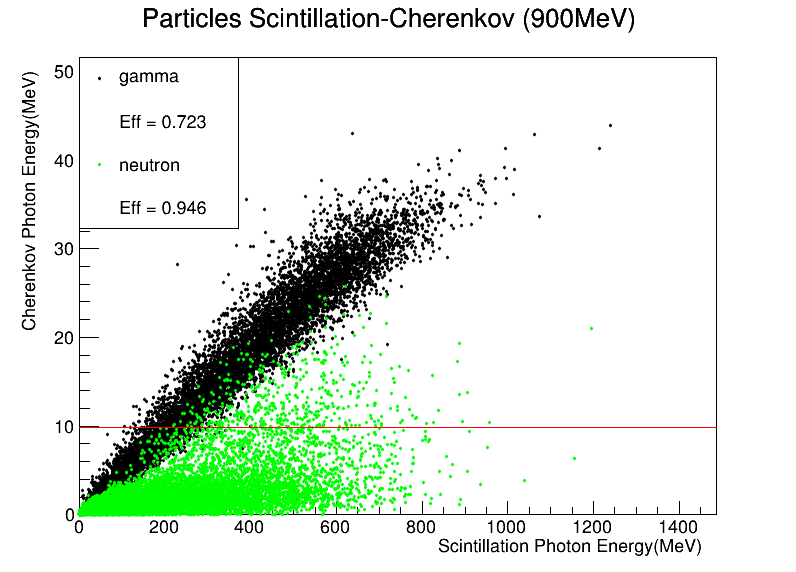 Particles Scintillation-Cherenkov (900MeV)
gamma
Eff = 0.723
neutron
Eff = 0.946
Cherenkov Photon Energy(MeV)
50
40
30
20
10
0
0 200 400 600 800 1000 1200 1400
Scintillation Photon Energy(MeV)